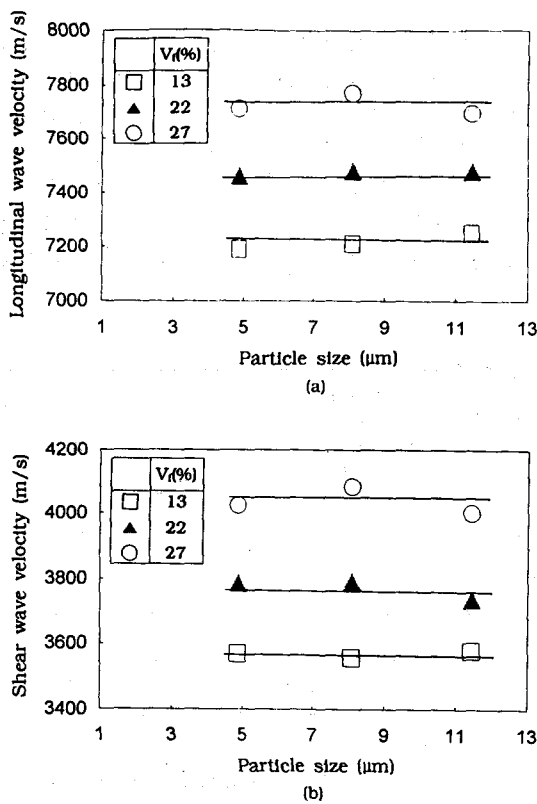 Longitudinal wave velocity (m/s)
8000
7800
7600
7400
7200
7000
Vf(%)
13
22
27
1 3 5 7 9 11 13
Particle size (μm)
(a)
Shear wave velocity (m/s)
4200
4000
3800
3600
3400
Vf(%)
13
22
27
1 3 5 7 9 11 13
Particle size (μm)
(b)